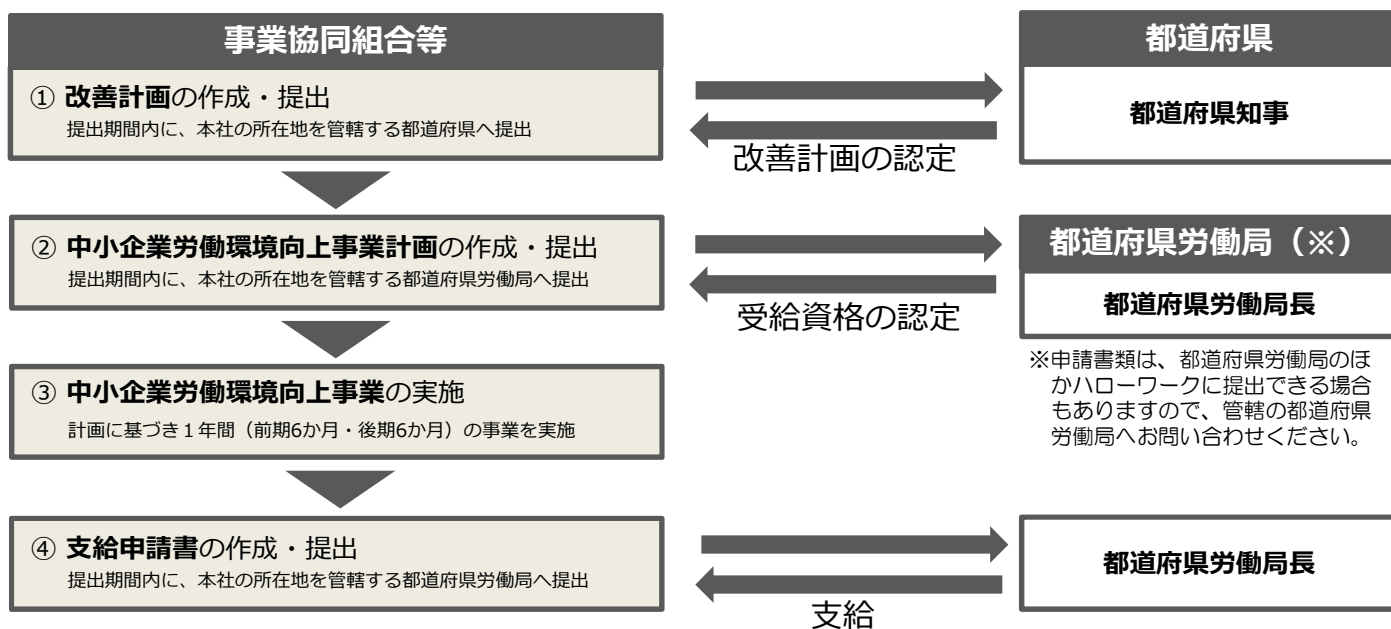 事業協同組合等
① 改善計画の作成・提出
提出期間内に、本社の所在地を管轄する都道府県へ提出
都道府県
都道府県知事
改善計画の認定
② 中小企業労働環境向上事業計画の作成・提出
提出期間内に、本社の所在地を管轄する都道府県労働局へ提出
都道府県労働局（※）
都道府県労働局長
受給資格の認定
※申請書類は、都道府県労働局のほ
かハローワークに提出できる場合
もありますので、管轄の都道府県
労働局へお問い合わせください。
③ 中小企業労働環境向上事業の実施
計画に基づき１年間（前期6か月・後期6か月）の事業を実施
④ 支給申請書の作成・提出
提出期間内に、本社の所在地を管轄する都道府県労働局へ提出
都道府県労働局長
支給